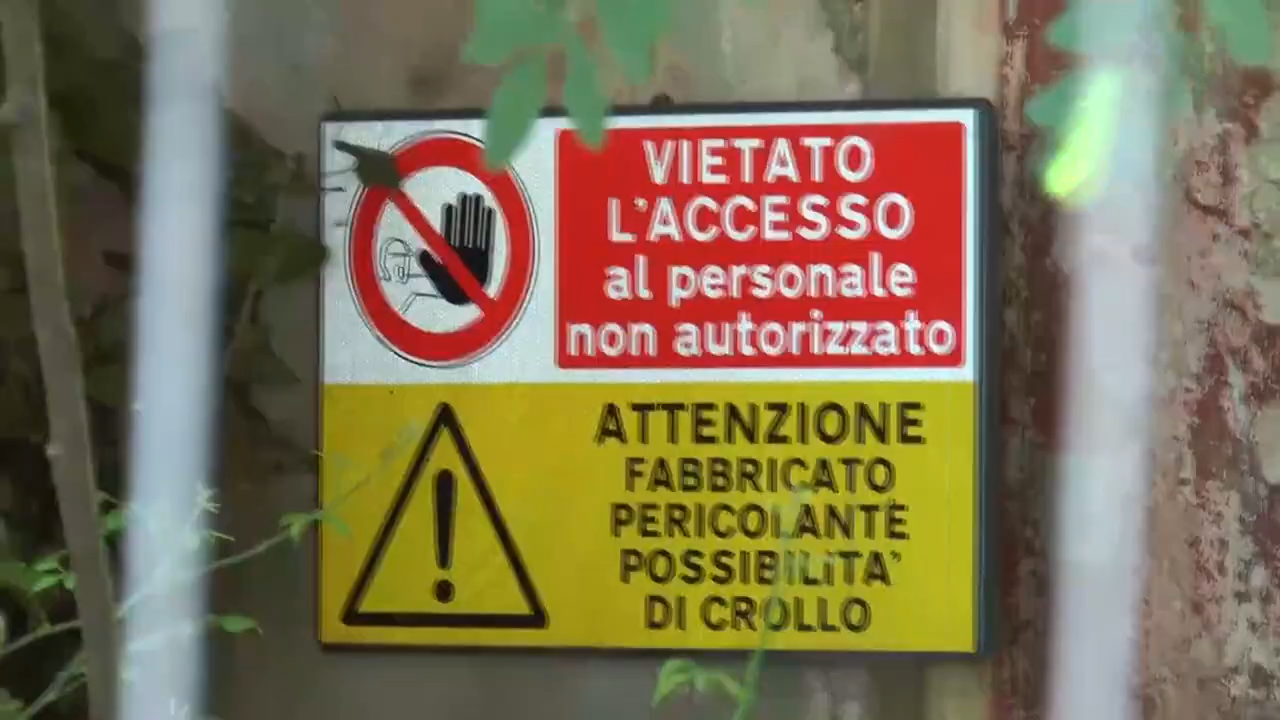 VIETATO
L'ACCESSO
al personale
non autorizzato
ATTENZIONE
FABBRICATO
PERICOLANTE
POSSIBILITA'
DI CROLLO